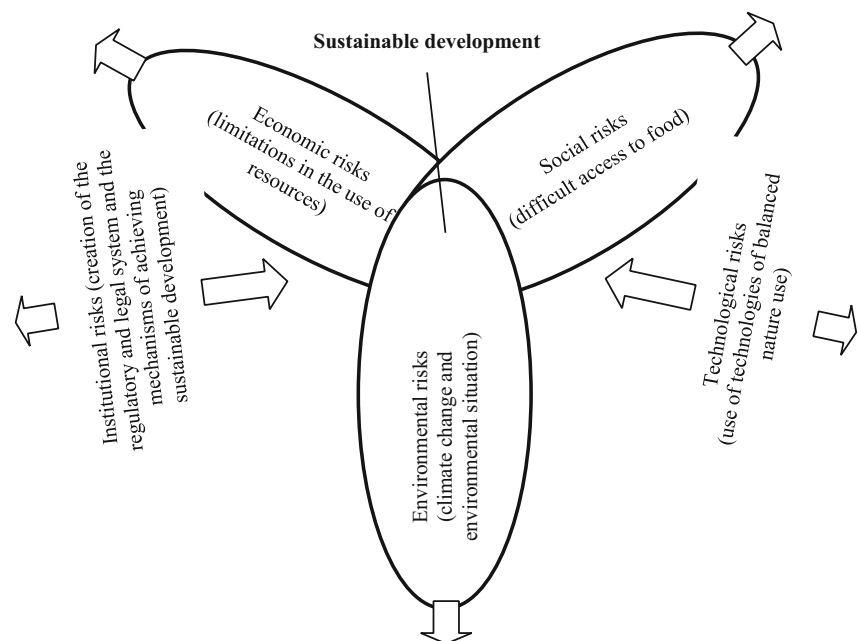 Sustainable development
Economic risks
(limitations in the use of
resources)
Social risks
(difficult access to food)
Institutional risks (creation of the
regulatory and legal system and the
mechanisms of achieving
sustainable development)
Technological risks
(use of technologies of balanced
nature use)
Environmental risks
(climate change and
environmental situation)